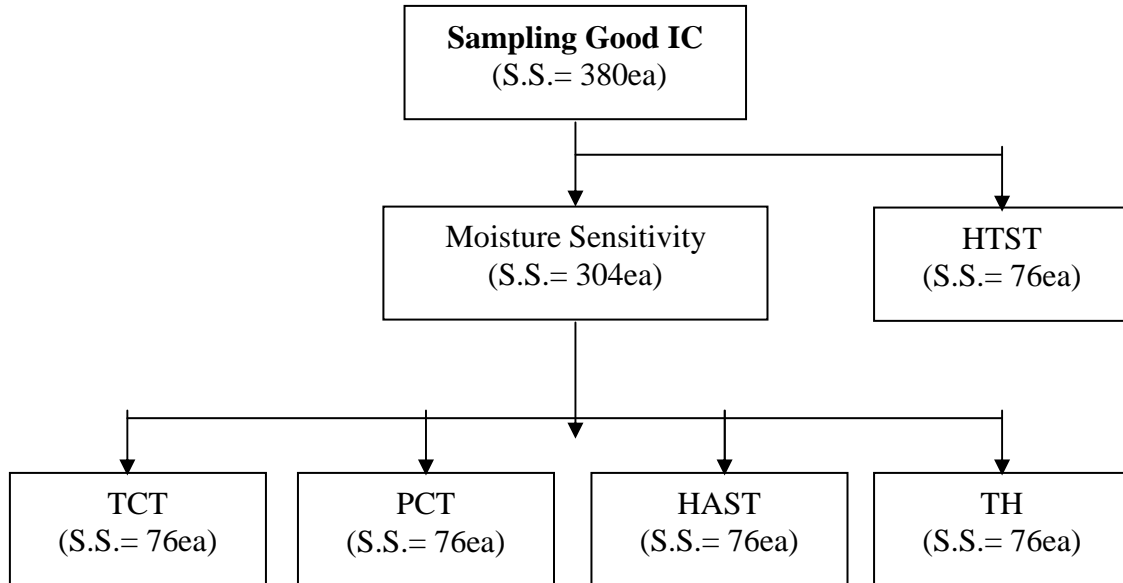 Sampling Good IC
(S.S.= 380ea)
Moisture Sensitivity
(S.S.= 304ea)
HTST
(S.S.= 76ea)
TCT
(S.S.= 76ea)
PCT
(S.S.= 76ea)
HAST
(S.S.= 76ea)
TH
(S.S.= 76ea)